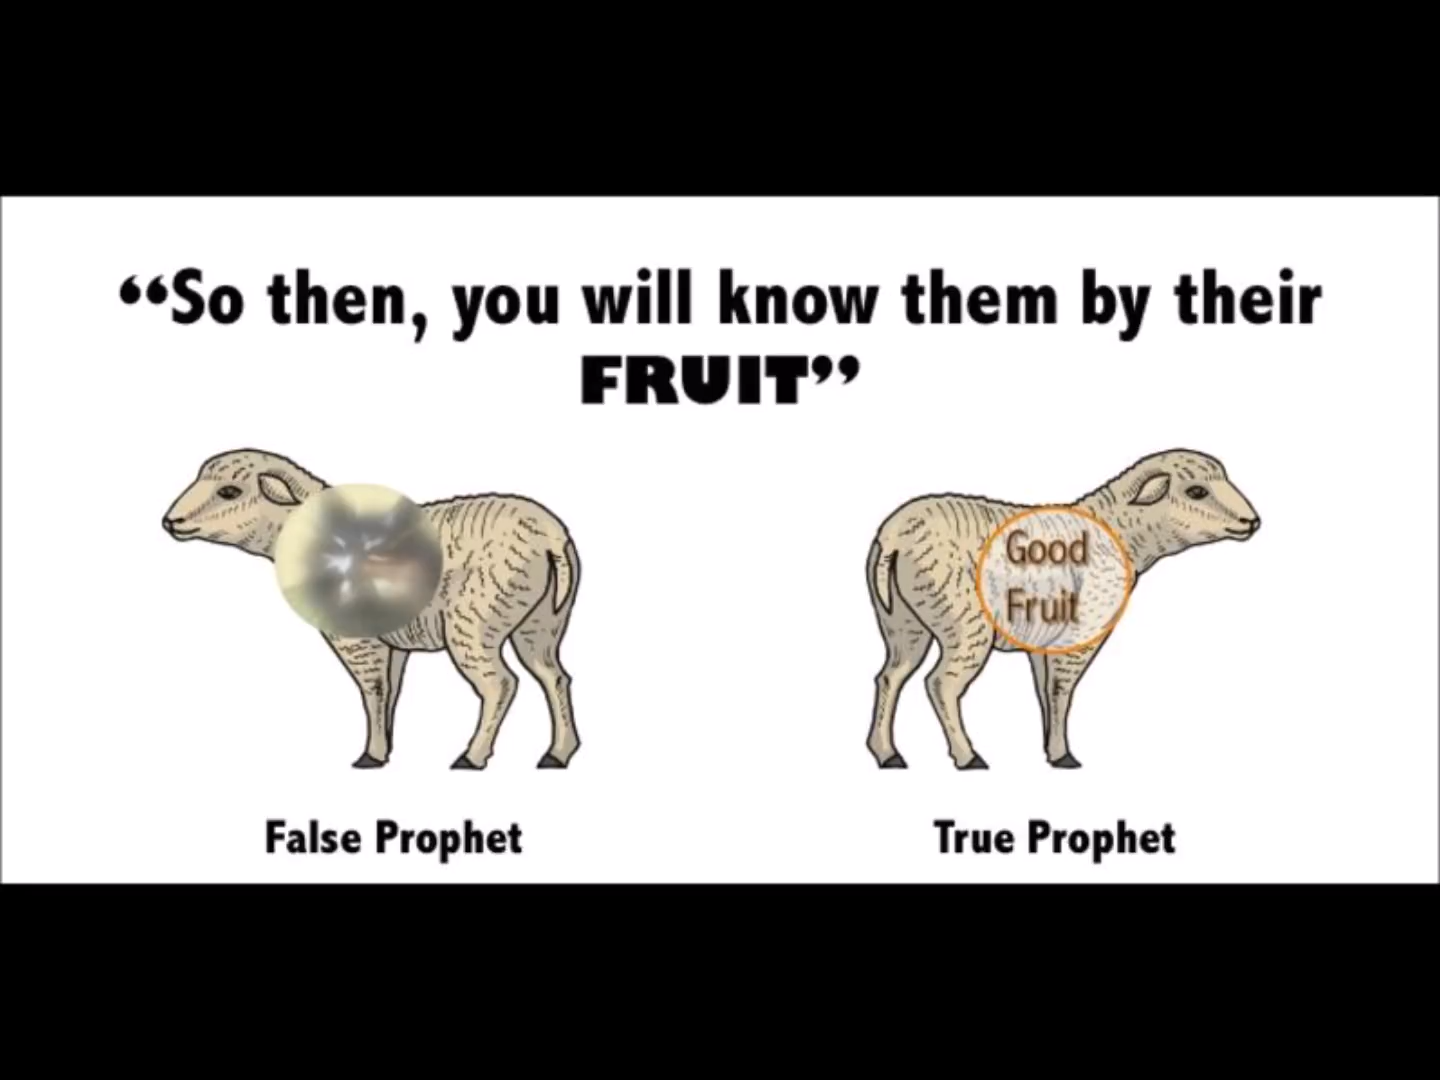 “So then, you will know them by their
FRUIT”
Good
Fruit
False Prophet
True Prophet